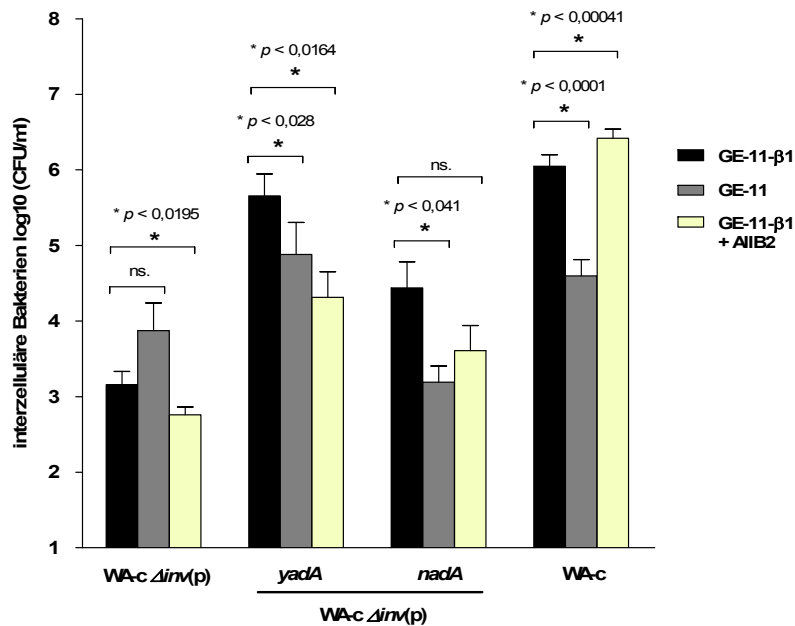 8
* p < 0,00041
*
* p < 0,0164
*
7
* p < 0,0001
*
* p < 0,028
*
interzelluläre Bakterien log10 (CFU/ml)
6
ns.
GE-11-β1
GE-11
GE-11-β1
+ AIIB2
* p < 0,0195
*
* p < 0,041
*
5
ns.
4
3
2
1
WA-c Δinv(p)
yadA
nadA
WA-c
WA-c Δinv(p)